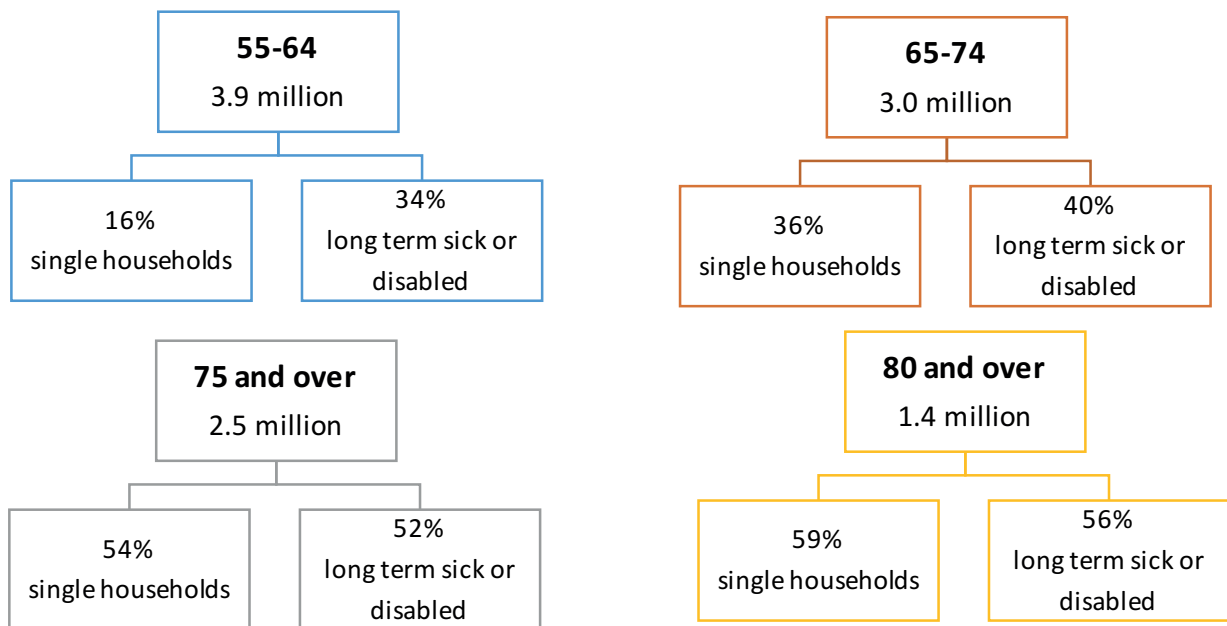 55-64
3.9 million
16%
single households
34%
long term sick or
disabled
65-74
3.0 million
36%
single households
40%
long term sick or
disabled
75 and over
2.5 million
54%
single households
52%
long term sick or
disabled
80 and over
1.4 million
59%
single households
56%
long term sick or
disabled